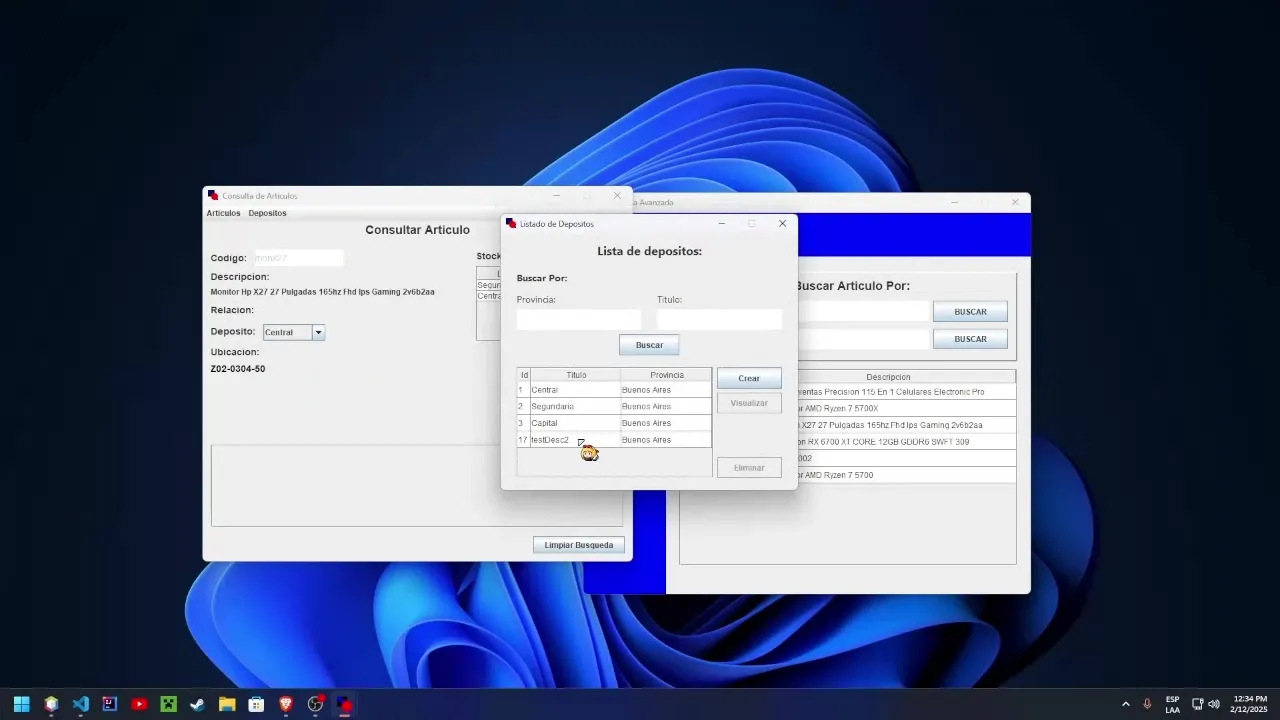 Consulta de Articulos
Articulos Depositos
Consultar Articulo
Codigo: monX27
Descripcion:
Monitor Hp X27 27 Pulgadas 165hz Fhd Ips Gaming 2v6b2aa
Relacion:
Deposito: Central
Ubicacion:
Z02-0304-50
Stock
Segun
Centra
Limpiar Busqueda
Listado de Depositos
Lista de depositos:
Buscar Por:
Provincia: Titulo:
Buscar
Id Titulo Provincia
1 Central Buenos Aires
2 Segundaria Buenos Aires
3 Capital Buenos Aires
17 testDesc2 Buenos Aires
Crear
Visualizar
Eliminar
a Avanzado
Buscar Articulo Por:
BUSCAR
BUSCAR
Descripcion
ientas Precision 115 En 1 Celulares Electronic Pro
or AMD Ryzen 7 5700X
X27 27 Pulgadas 165hz Fhd Ips Gaming 2v6b2aa
on RX 6700 XT CORE 12GB GDDR6 SWFT 309
002
or AMD Ryzen 7 5700
ESP
LAA
12:34 PM
2/12/2025